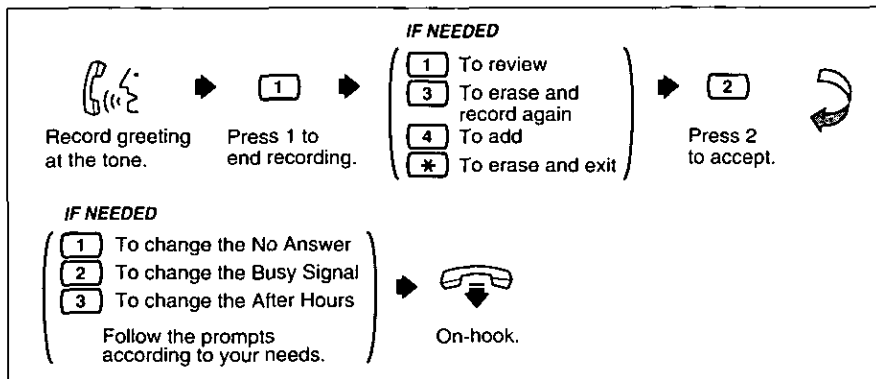 IF NEEDED
Record greeting
at the tone.
1
Press 1 to
end recording.
1 To review
3 To erase and
record again
4 To add
* To erase and exit
2
Press 2
to accept.
IF NEEDED
1 To change the No Answer
2 To change the Busy Signal
3 To change the After Hours
Follow the prompts
according to your needs.
On-hook.